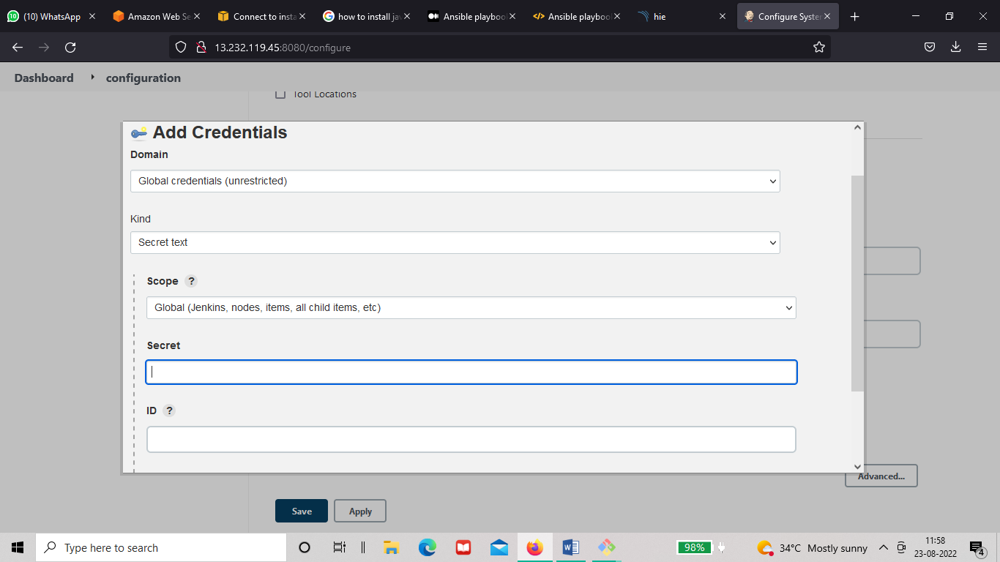 (10) WhatsApp
Amazon Web Se
Connect to insta
how to install jav
Ansible playboo
Ansible playboo
hie
Configure System
13.232.119.45:8080/configure
Dashboard configuration
Tool Locations
Add Credentials
Domain
Global credentials (unrestricted)
Kind
Secret text
Scope ?
Global (Jenkins, nodes, items, all child items, etc)
Secret
ID ?
Advanced...
Save Apply
Type here to search
98%
34°C Mostly sunny
11:58
23-08-2022
4